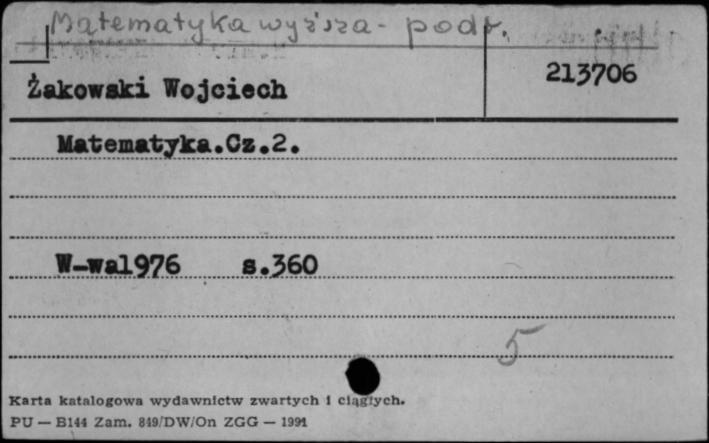 Matematyka wyższa - podr.
213706
Żakowski Wojciech
Matematyka.Cz.2.
W-wa1976 s.360
5
Karta katalogowa wydawnictw zwartych i ciągłych.
PU — B144 Zam. 849/DW/On ZGG — 1991